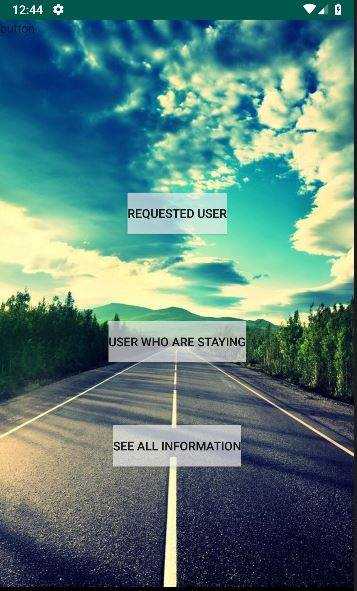 12:44
button
REQUESTED USER
USER WHO ARE STAYING
SEE ALL INFORMATION